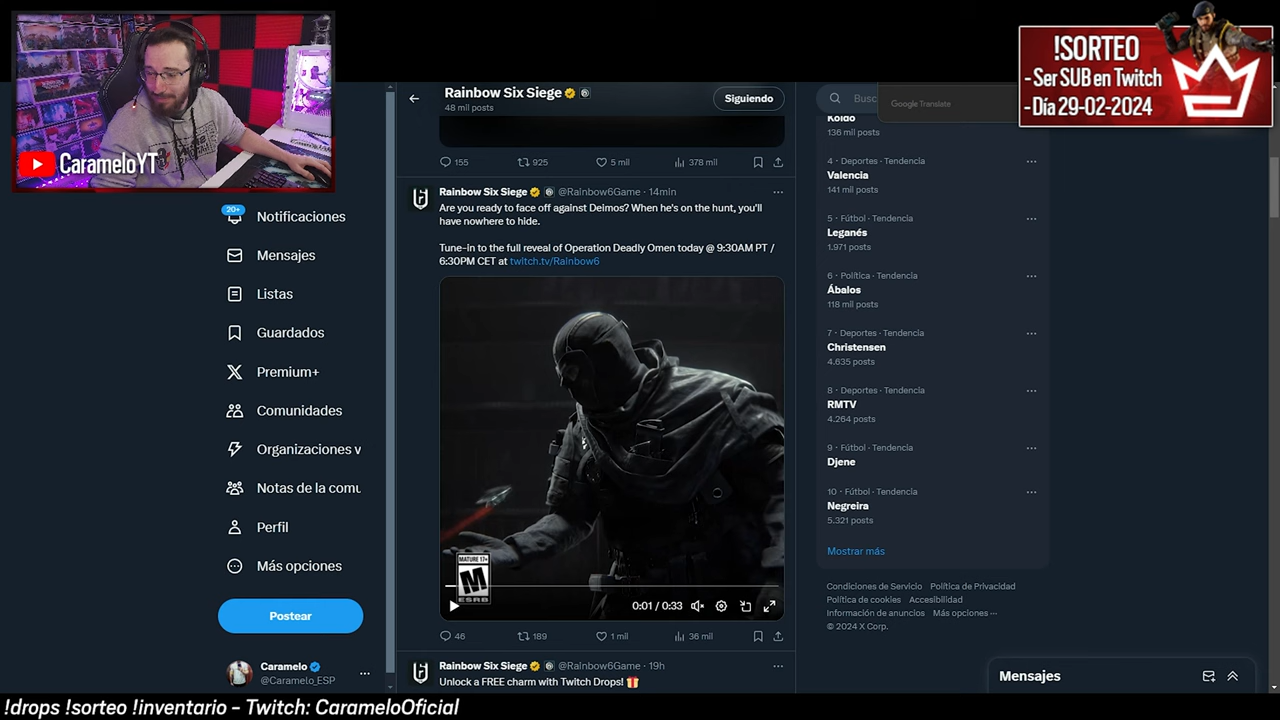 CarameloYT
!SORTEO
- Ser SUB en Twitch
- Día 29-02-2024
Rainbow Six Siege
48 mil posts
Siguiendo
Busc
Google Translate
155
925
5 mil
378 mil
Rainbow Six Siege @Rainbow6Game · 14min
Are you ready to face off against Deimos? When he's on the hunt, you'll
have nowhere to hide.
Tune-in to the full reveal of Operation Deadly Omen today @ 9:30AM PT /
6:30PM CET at twitch.tv/Rainbow6
MATURE 17+
M
ESRB
0:01 / 0:33
46
189
1 mil
36 mil
Rainbow Six Siege @Rainbow6Game · 19h
Unlock a FREE charm with Twitch Drops!
20+
Notificaciones
Mensajes
Listas
Guardados
Premium+
Comunidades
Organizaciones v
Notas de la comu
Perfil
Más opciones
Postear
Caramelo
@Caramelo_ESP
Koldo
136 mil posts
4 · Deportes · Tendencia
Valencia
141 mil posts
5 · Fútbol · Tendencia
Leganés
1.971 posts
6 · Política · Tendencia
Ábalos
118 mil posts
7 · Deportes · Tendencia
Christensen
4.635 posts
8 · Deportes · Tendencia
RMTV
4.264 posts
9 · Fútbol · Tendencia
Djene
10 · Fútbol · Tendencia
Negreira
5.321 posts
Mostrar más
Condiciones de Servicio Política de Privacidad
Política de cookies Accesibilidad
Información de anuncios Más opciones ···
© 2024 X Corp.
Mensajes
!drops !sorteo !inventario - Twitch: CarameloOficial